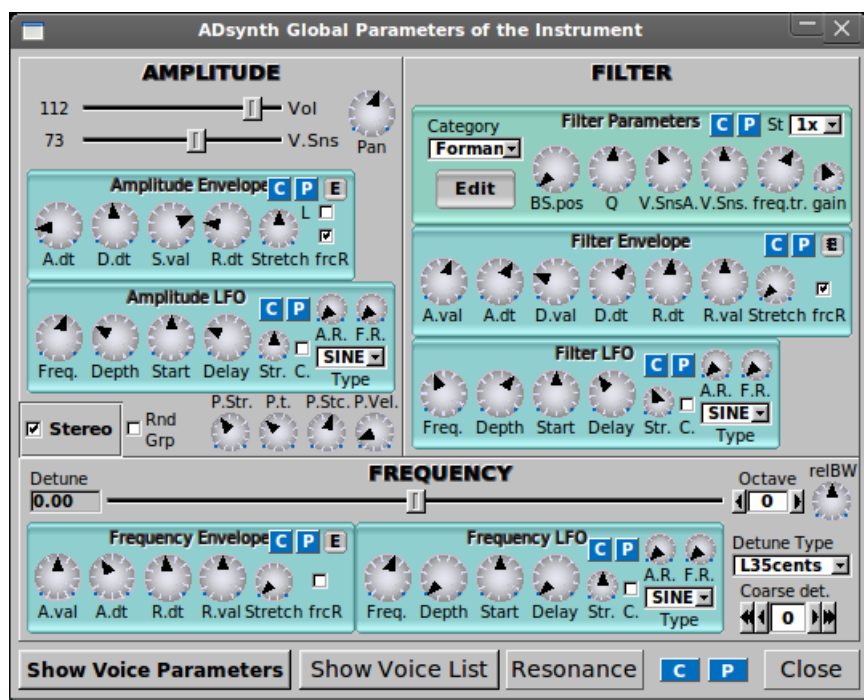 ADsynth Global Parameters of the Instrument
AMPLITUDE
112 Vol
73 V.Sns
Pan
Amplitude Envelope C P E
L
A.dt D.dt S.val R.dt Stretch frcR
Amplitude LFO C P
A.R. F.R.
SINE
Freq. Depth Start Delay Str. C. Type
Stereo
Rnd
Grp
P.Str. P.t. P.Stc. P.Vel.
FILTER
Category
Forman
Edit
Filter Parameters C P St 1x
BS.pos Q V.SnsA. V.Sns. freq.tr. gain
Filter Envelope C P E
A.val A.dt D.val D.dt R.dt R.val Stretch frcR
Filter LFO C P
A.R. F.R.
SINE
Freq. Depth Start Delay Str. C. Type
FREQUENCY
Detune
0.00
Octave relBW
0
Frequency Envelope C P E
A.val A.dt R.dt R.val Stretch frcR
Frequency LFO C P
A.R. F.R.
SINE
Freq. Depth Start Delay Str. C. Type
Detune Type
L35cents
Coarse det.
0
Show Voice Parameters Show Voice List Resonance C P Close